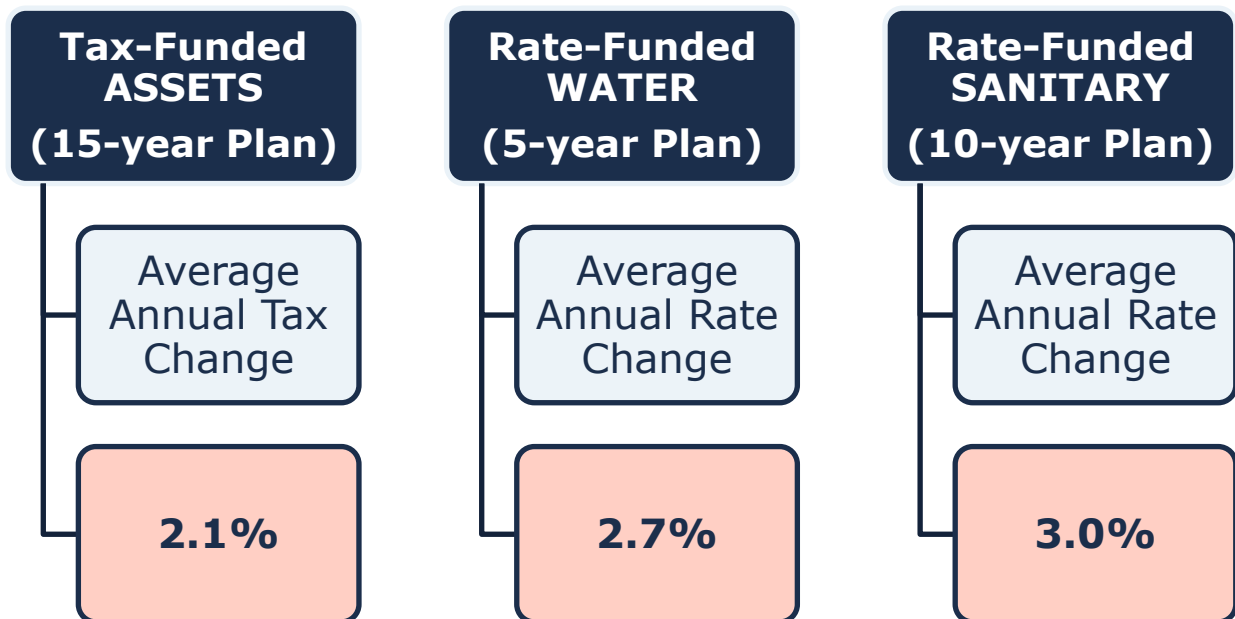 Tax-Funded
ASSETS
(15-year Plan)
Average
Annual Tax
Change
2.1%
Rate-Funded
WATER
(5-year Plan)
Average
Annual Rate
Change
2.7%
Rate-Funded
SANITARY
(10-year Plan)
Average
Annual Rate
Change
3.0%